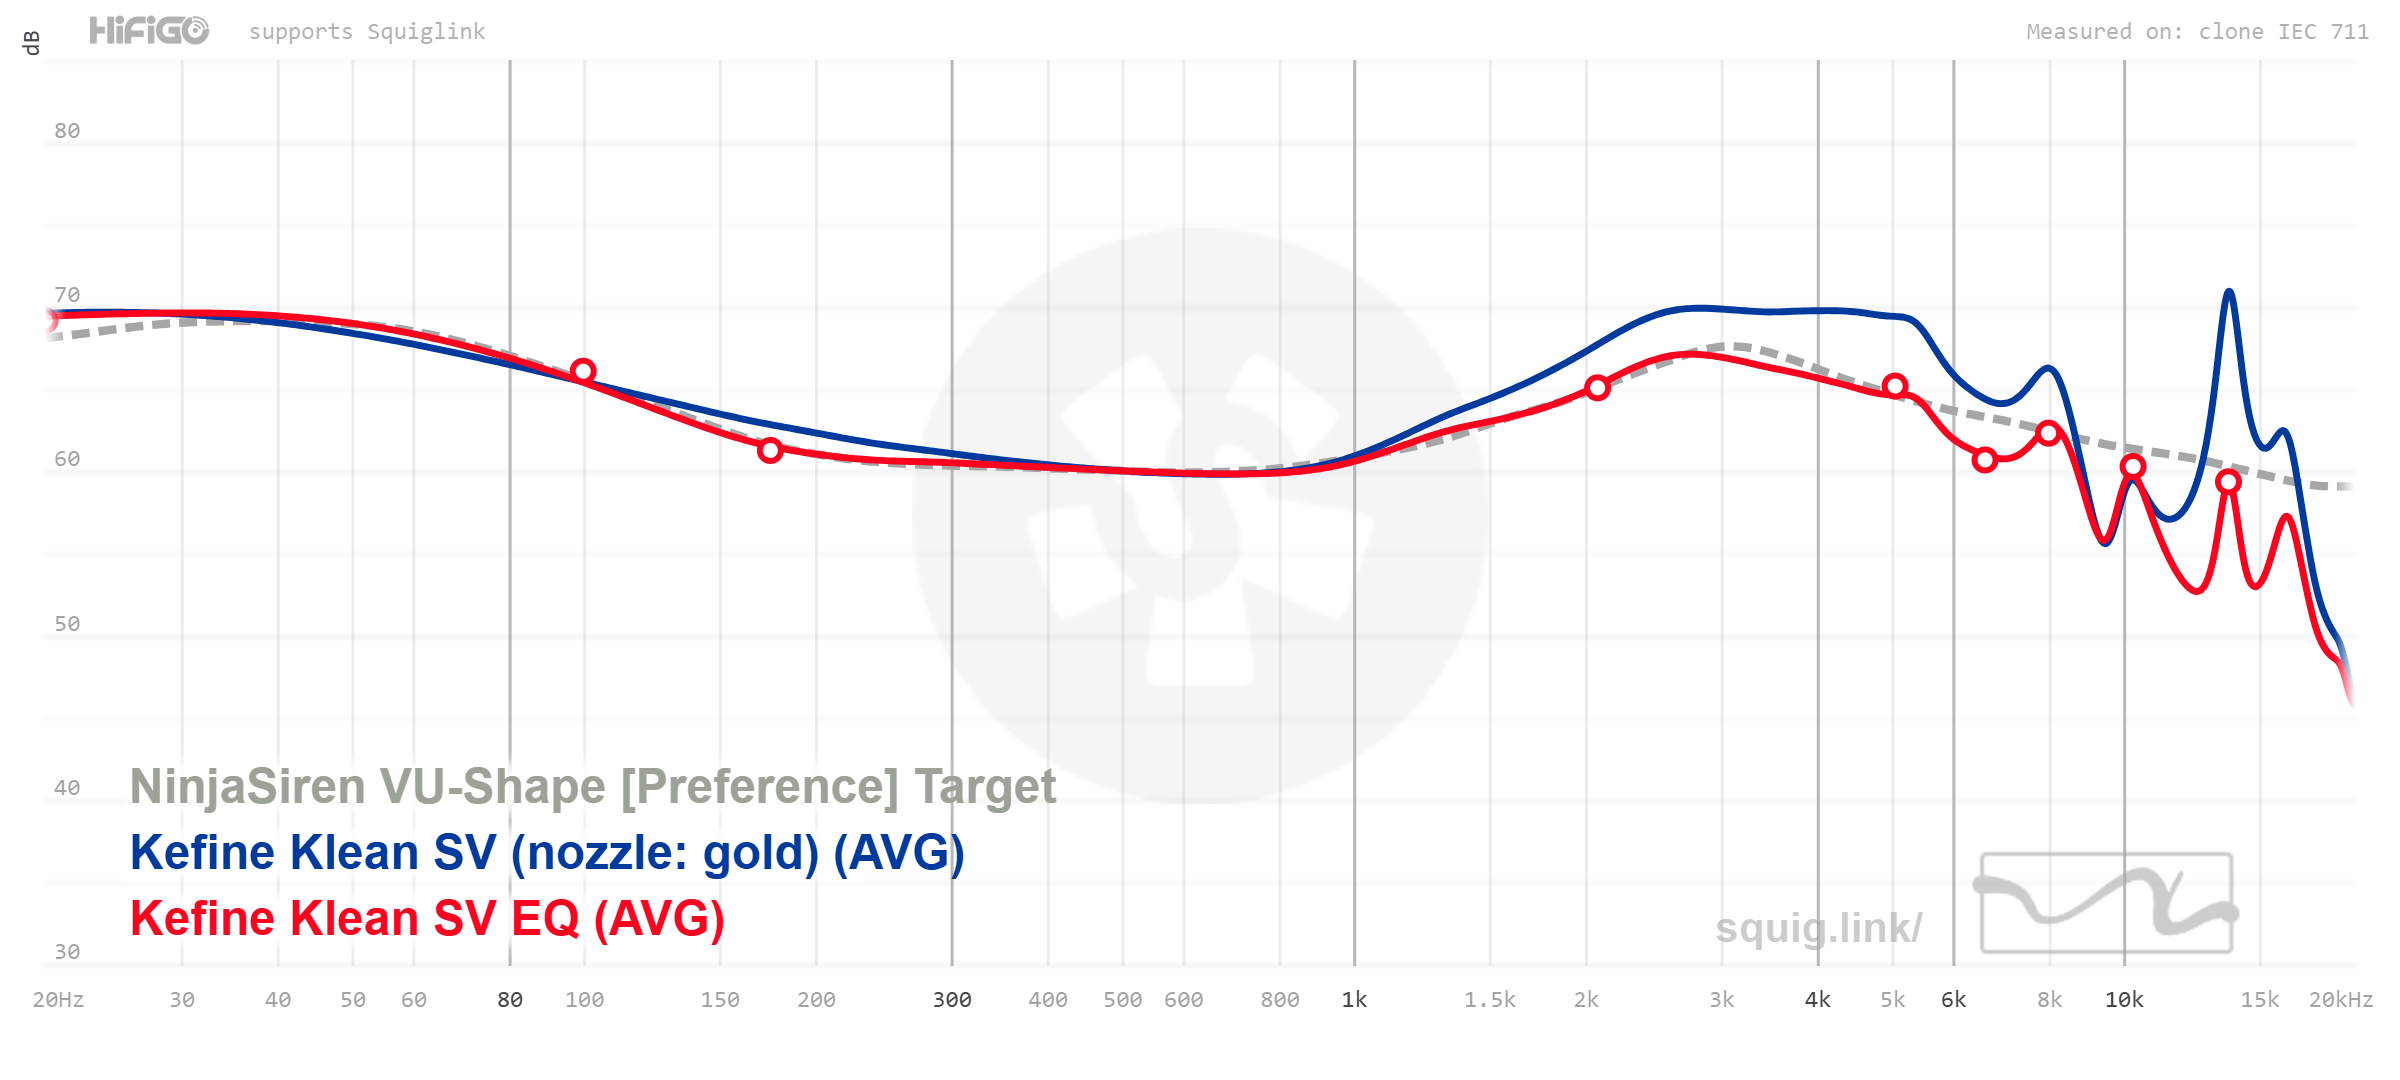 HiFiGO supports Squiglink
Measured on: clone IEC 711
dB
80
70
60
50
40
30
NinjaSiren VU-Shape [Preference] Target
Kefine Klean SV (nozzle: gold) (AVG)
Kefine Klean SV EQ (AVG)
squig.link/
20Hz 30 40 50 60 80 100 150 200 300 400 500 600 800 1k 1.5k 2k 3k 4k 5k 6k 8k 10k 15k 20kHz